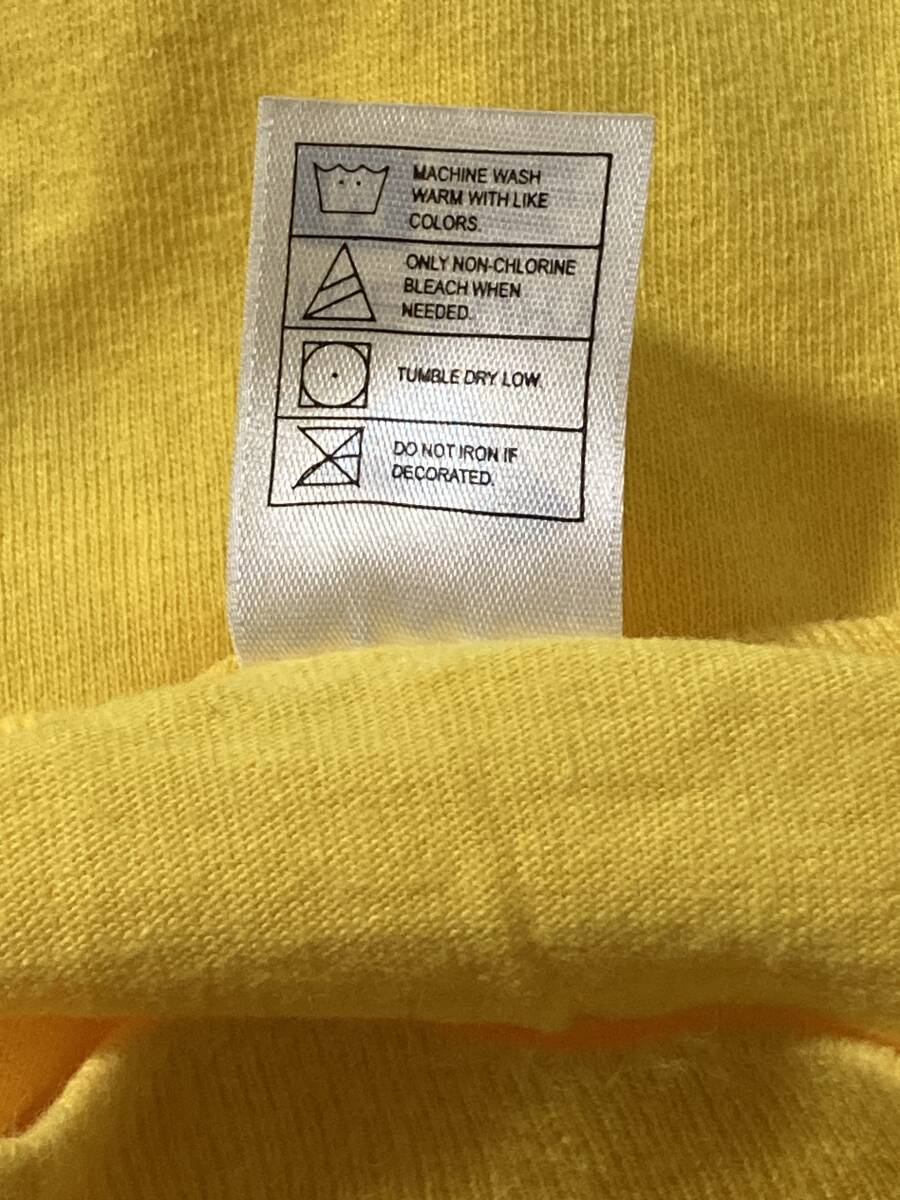 MACHINE WASH
WARM WITH LIKE
COLORS.
ONLY NON-CHLORINE
BLEACH WHEN
NEEDED.
TUMBLE DRY LOW.
DO NOT IRON IF
DECORATED.